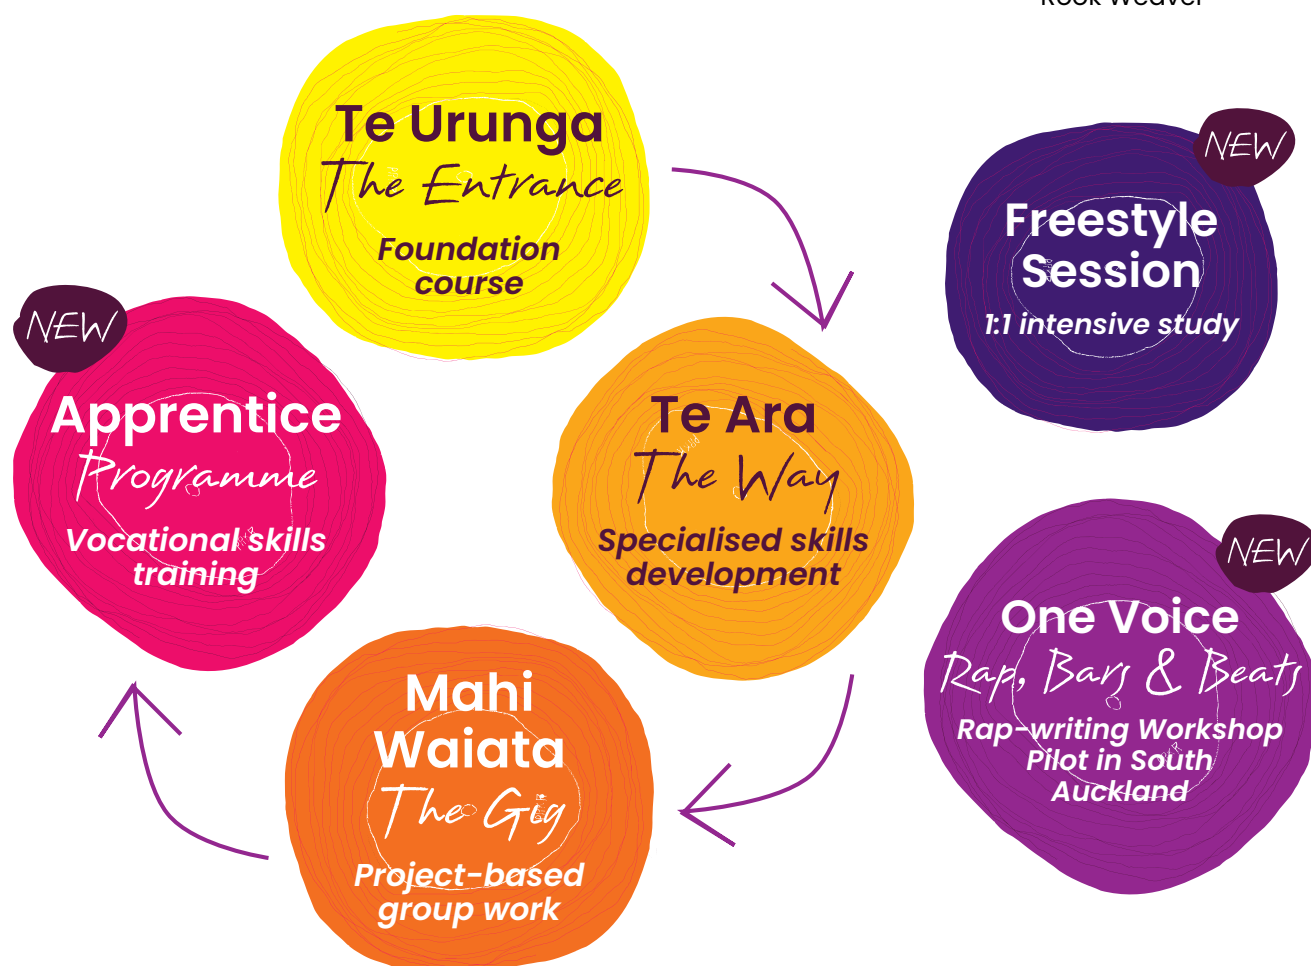 Rook Weaver
Te Urunga
The Entrance
Foundation
course
NEW
Freestyle
Session
1:1 intensive study
NEW
Apprentice
Programme
Vocational skills
training
Te Ara
The Way
Specialised skills
development
NEW
One Voice
Rap, Bars & Beats
Rap-writing Workshop
Pilot in South
Auckland
Mahi
Waiata
The Gig
Project-based
group work